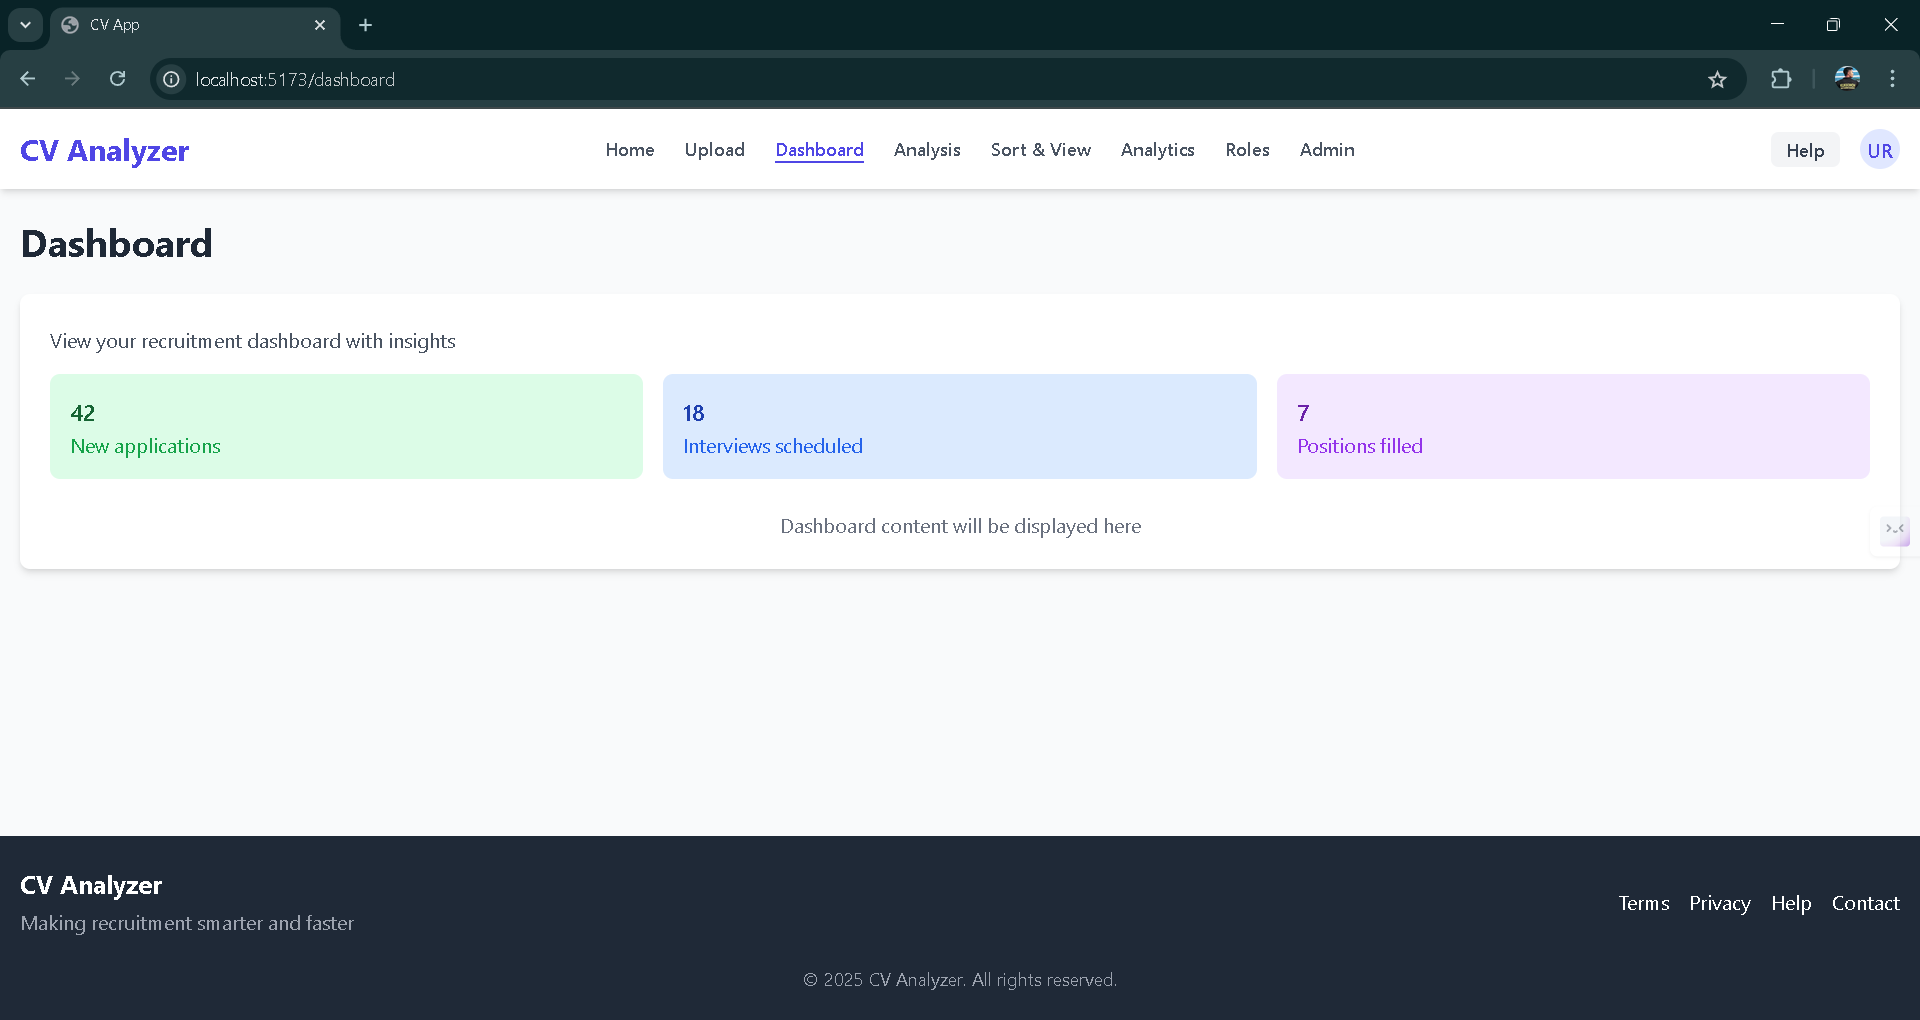 CV App
localhost:5173/dashboard
CV Analyzer
Home Upload Dashboard Analysis Sort & View Analytics Roles Admin
Help UR
Dashboard
View your recruitment dashboard with insights
42
New applications
18
Interviews scheduled
7
Positions filled
Dashboard content will be displayed here
CV Analyzer
Making recruitment smarter and faster
Terms Privacy Help Contact
© 2025 CV Analyzer. All rights reserved.